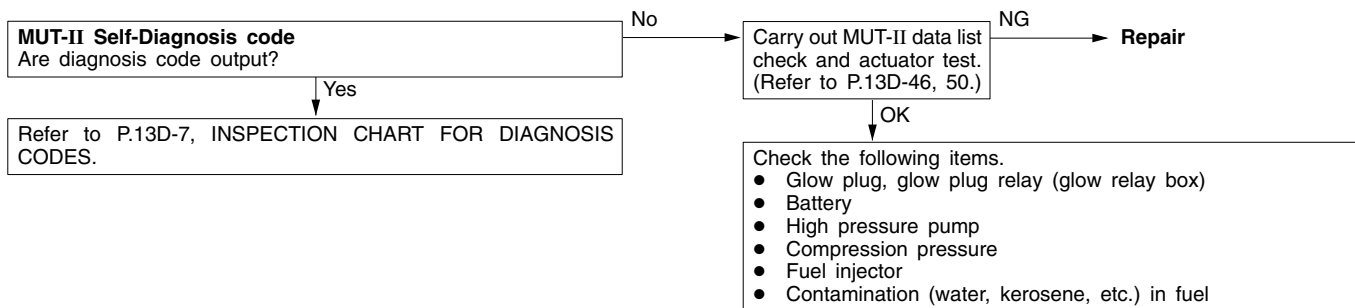 MUT-II Self-Diagnosis code
Are diagnosis code output?
No
Carry out MUT-II data list
check and actuator test.
(Refer to P.13D-46, 50.)
NG
Repair
Yes
Refer to P.13D-7, INSPECTION CHART FOR DIAGNOSIS
CODES.
OK
Check the following items.
● Glow plug, glow plug relay (glow relay box)
● Battery
● High pressure pump
● Compression pressure
● Fuel injector
● Contamination (water, kerosene, etc.) in fuel